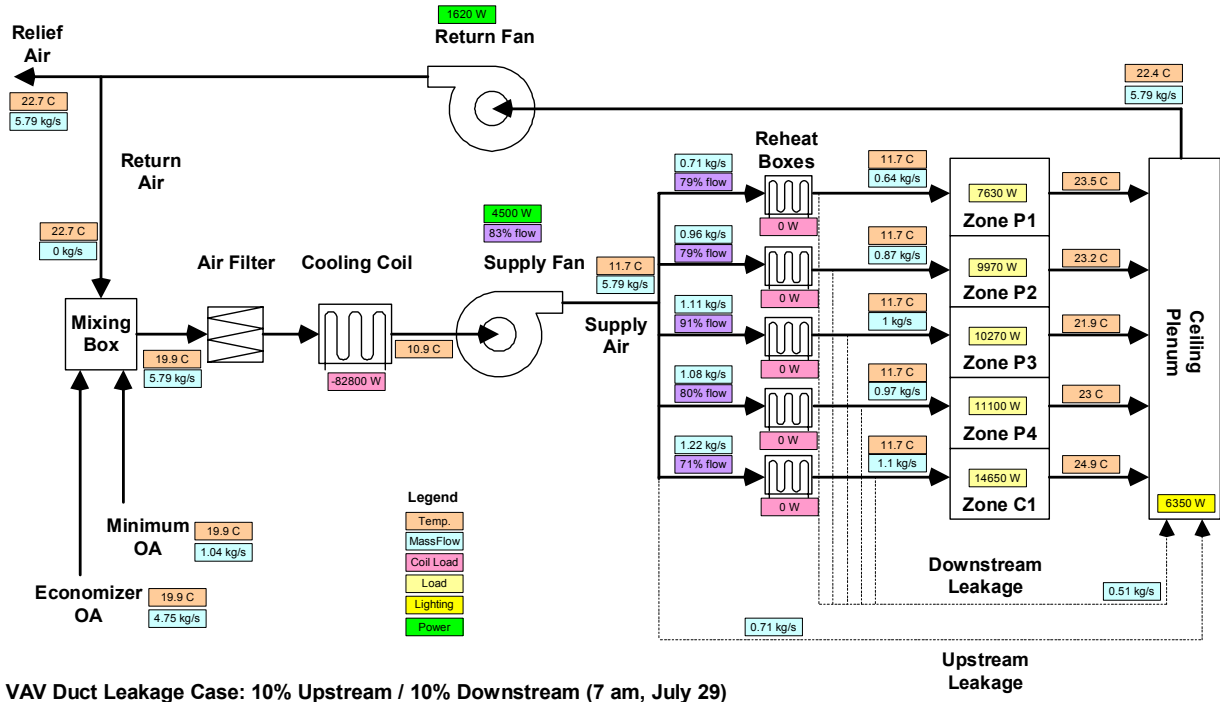 1620 W
Relief
Air
Return Fan
22.7 C
5.79 kg/s
22.4 C
5.79 kg/s
Return
Air
Reheat
Boxes
22.7 C
0 kg/s
4500 W
83% flow
Air Filter
Cooling Coil
Supply Fan
11.7 C
5.79 kg/s
Supply
Air
Mixing
Box
19.9 C
5.79 kg/s
-82800 W
10.9 C
0.71 kg/s
79% flow
0 W
11.7 C
0.64 kg/s
7630 W
Zone P1
23.5 C
0.96 kg/s
79% flow
0 W
11.7 C
0.87 kg/s
9970 W
Zone P2
23.2 C
1.11 kg/s
91% flow
0 W
11.7 C
1 kg/s
10270 W
Zone P3
21.9 C
1.08 kg/s
80% flow
0 W
11.7 C
0.97 kg/s
11100 W
Zone P4
23 C
1.22 kg/s
71% flow
0 W
11.7 C
1.1 kg/s
14650 W
Zone C1
24.9 C
Ceiling
Plenum
6350 W
Minimum
OA
19.9 C
1.04 kg/s
Economizer
OA
19.9 C
4.75 kg/s
Legend
Temp.
MassFlow
Coil Load
Load
Lighting
Power
Downstream
Leakage
0.51 kg/s
0.71 kg/s
Upstream
Leakage
VAV Duct Leakage Case: 10% Upstream / 10% Downstream (7 am, July 29)